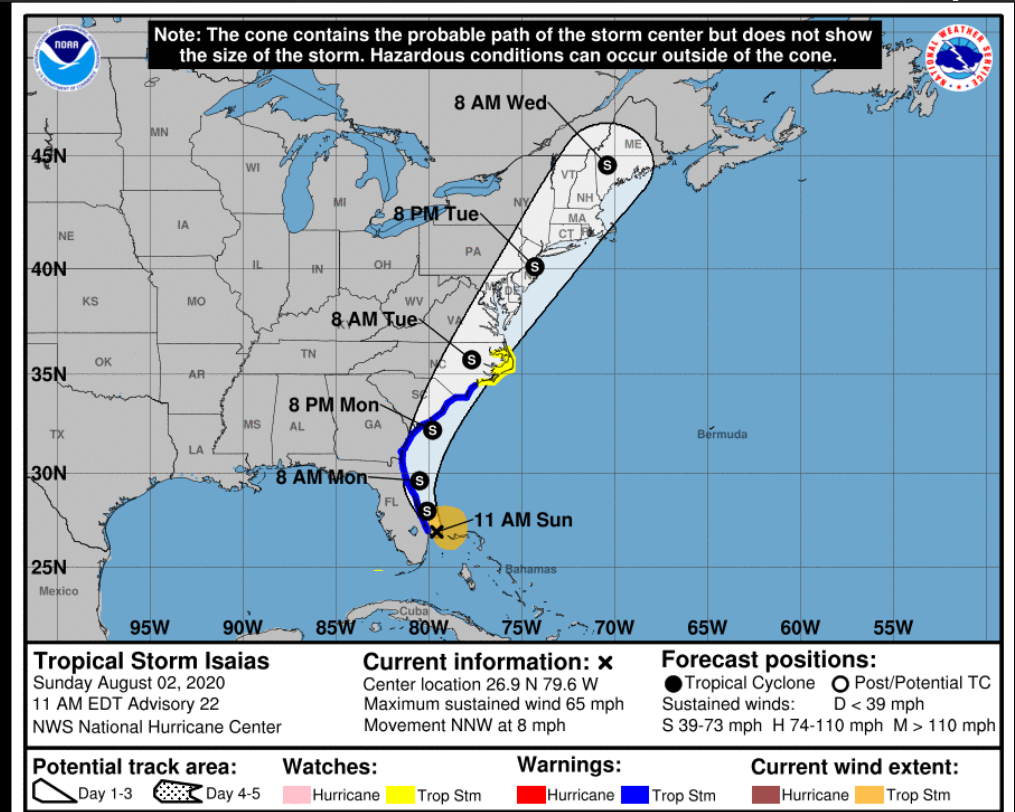 Note: The cone contains the probable path of the storm center but does not show
the size of the storm. Hazardous conditions can occur outside of the cone.
NOAA
NATIONAL WEATHER SERVICE
8 AM Wed
MN
ME
45N
WI
VT
MI
NY
NH
8 PM Tue
MA
CT
IA
NE
PA
40N
IL
IN
OH
DE
KS
MO
WV
8 AM Tue
VA
KY
TN
OK
NC
35N
AR
SC
8 PM Mon
MS
AL
GA
TX
LA
Bermuda
30N
8 AM Mon
FL
11 AM Sun
25N
Bahamas
Mexico
Cuba
95W 90W 85W 80W 75W 70W 65W 60W 55W
S
S
S
S
S
S
Tropical Storm Isaias
Sunday August 02, 2020
11 AM EDT Advisory 22
NWS National Hurricane Center
Current information: x
Center location 26.9 N 79.6 W
Maximum sustained wind 65 mph
Movement NNW at 8 mph
Forecast positions:
Tropical Cyclone Post/Potential TC
Sustained winds: D < 39 mph
S 39-73 mph H 74-110 mph M > 110 mph
Potential track area:
Day 1-3 Day 4-5
Watches:
Hurricane Trop Stm
Warnings:
Hurricane Trop Stm
Current wind extent:
Hurricane Trop Stm